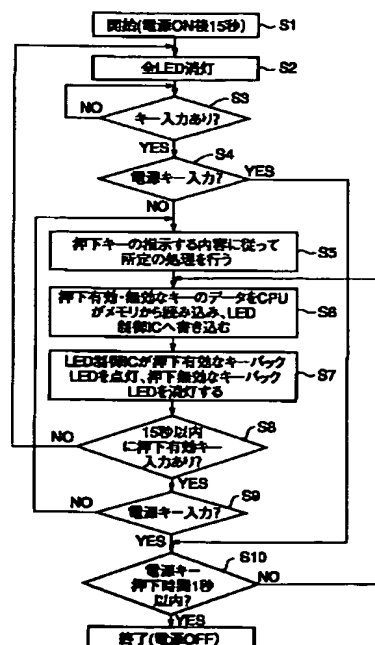 開始(電源ON後15秒)
S1
全LED消灯
S2
S3
キー入力あり?
NO
YES
S4
電源キー入力?
YES
NO
押下キーの指示する内容に従って
所定の処理を行う
S5
押下有効・無効なキーのデータをCPU
がメモリから読み込み、LED
制御ICへ書き込む
S6
LED制御ICが押下有効なキーバック
LEDを点灯、押下無効なキーバック
LEDを消灯する
S7
S8
15秒以内
に押下有効キー
入力あり?
NO
YES
S9
電源キー入力?
NO
YES
S10
電源キー
押下時間1秒
以内?
NO
YES
終了(電源OFF)